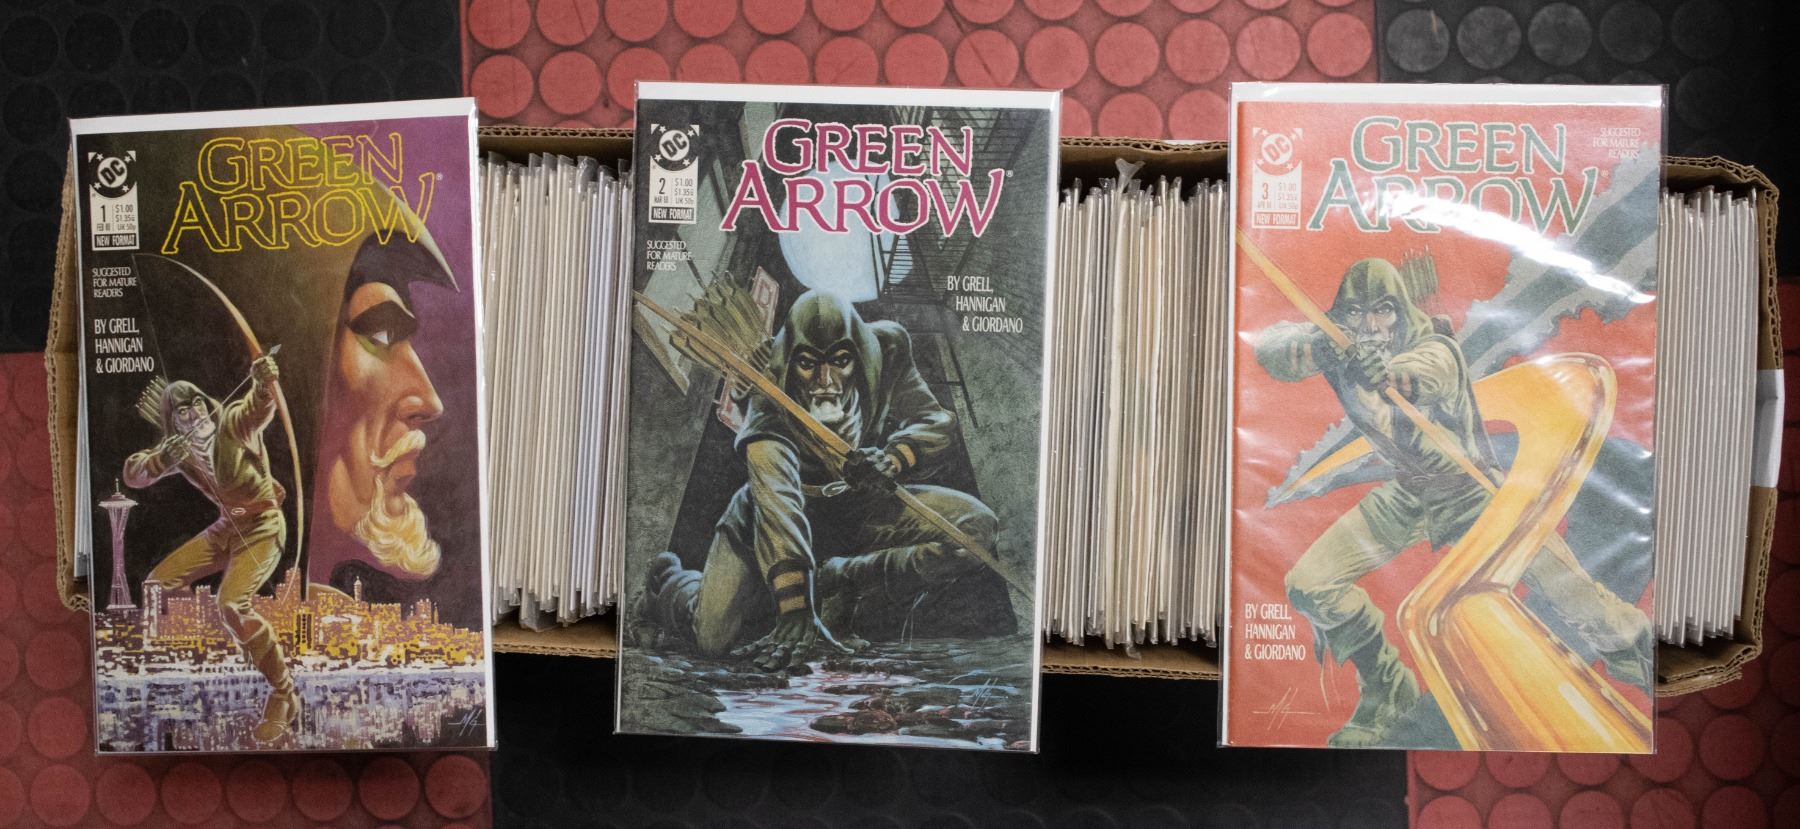 DC
1
$1.00
$1.35
FEB 88
UK 50p
NEW FORMAT
GREEN
ARROW®
SUGGESTED
FOR MATURE
READERS
BY GRELL,
HANNIGAN
& GIORDANO
DC
2
$1.00
$1.35
MAR 88
UK 50p
NEW FORMAT
GREEN
ARROW®
SUGGESTED
FOR MATURE
READERS
BY GRELL,
HANNIGAN
& GIORDANO
DC
3
$1.00
$1.35
APR 88
UK 50p
NEW FORMAT
GREEN
ARROW®
SUGGESTED
FOR MATURE
READERS
BY GRELL,
HANNIGAN
& GIORDANO